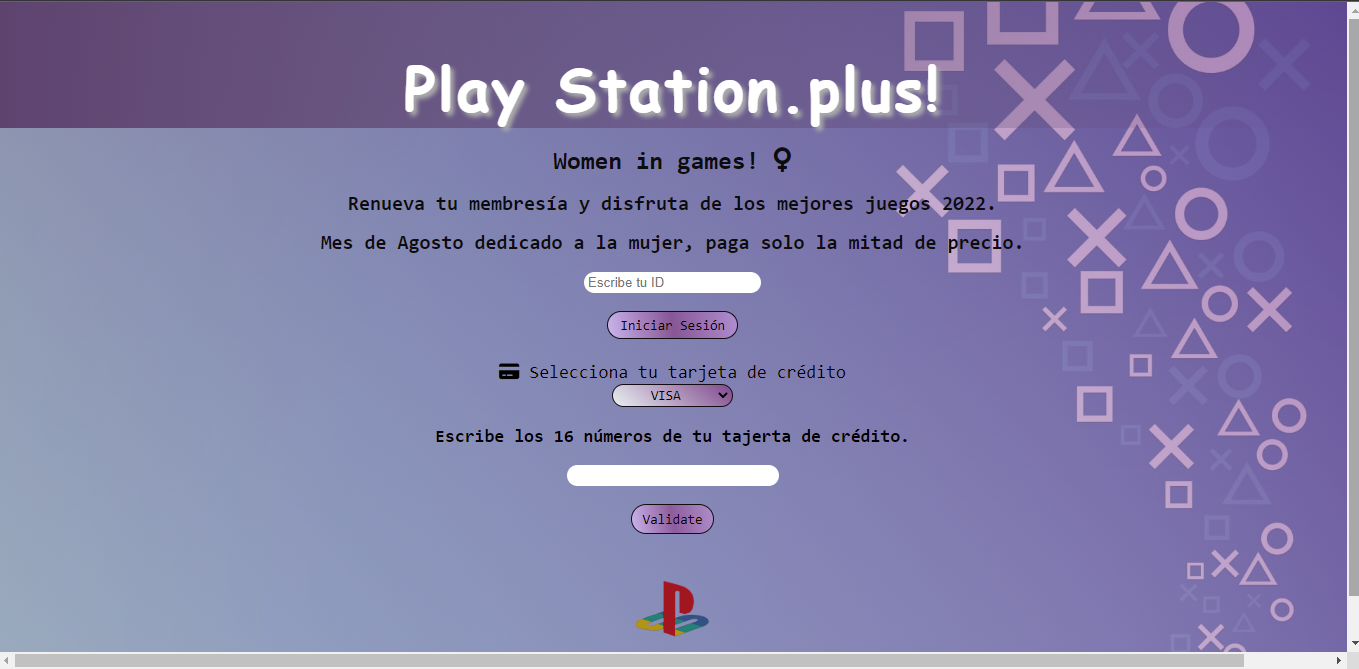 Play Station.plus!
Women in games!
Renueva tu membresía y disfruta de los mejores juegos 2022.
Mes de Agosto dedicado a la mujer, paga solo la mitad de precio.
Escribe tu ID
Iniciar Sesión
Selecciona tu tarjeta de crédito
VISA
Escribe los 16 números de tu tajerta de crédito.
Validate